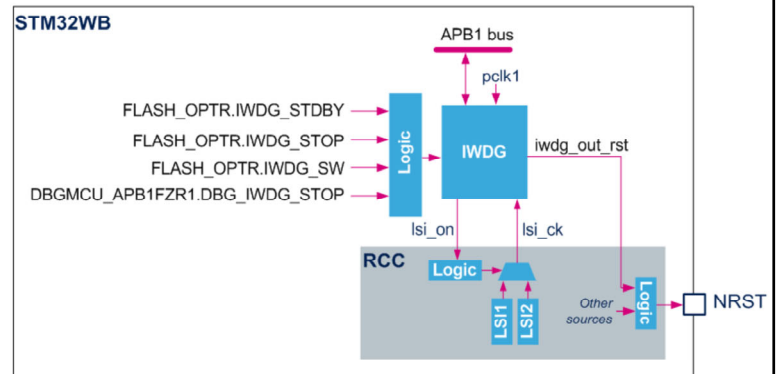 STM32WB
APB1 bus
pclk1
FLASH_OPTR.IWDG_STDBY
FLASH_OPTR.IWDG_STOP
FLASH_OPTR.IWDG_SW
DBGMCU_APB1FZR1.DBG_IWDG_STOP
Logic
IWDG
iwdg_out_rst
lsi_on
lsi_ck
RCC
Logic
LSI1
LSI2
Other
sources
Logic
NRST